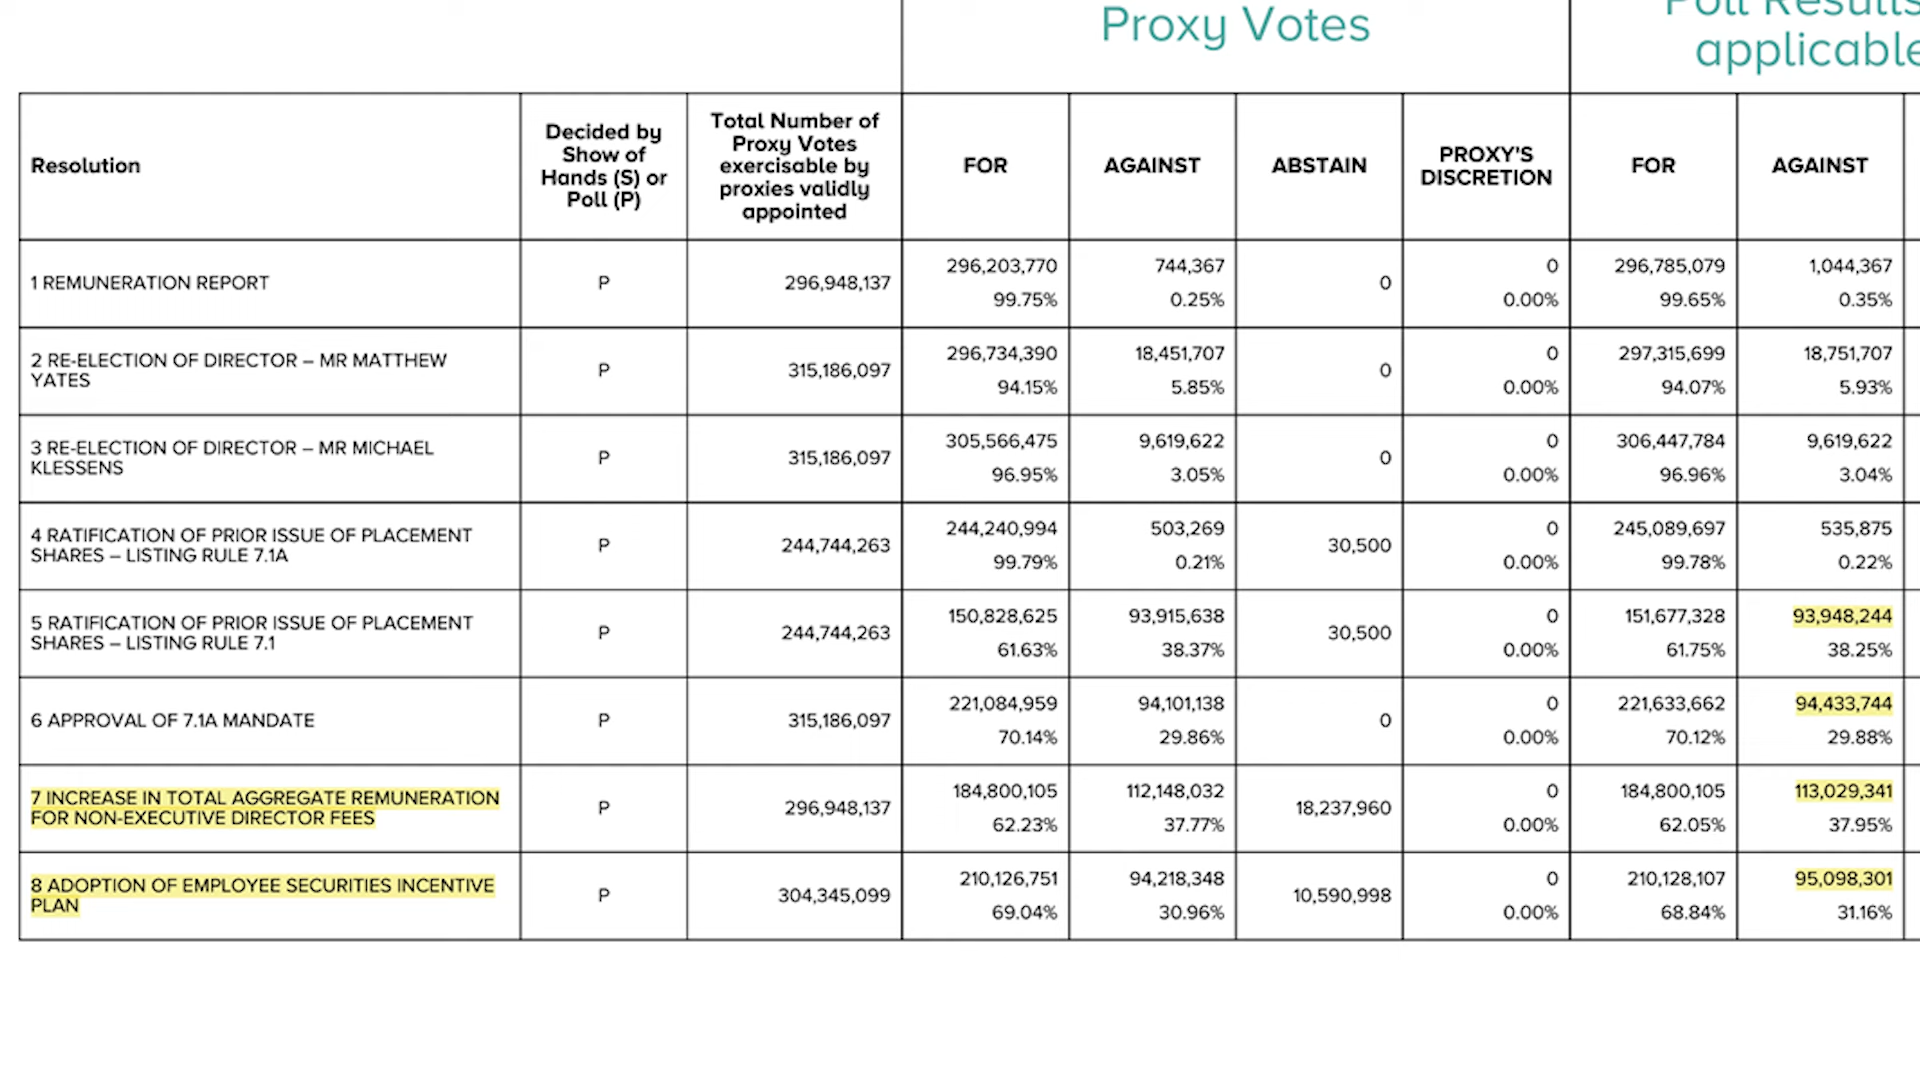 Proxy Votes
Poll Results
applicable
Resolution
Decided by
Show of
Hands (S) or
Poll (P)
Total Number of
Proxy Votes
exercisable by
proxies validly
appointed
FOR
AGAINST
ABSTAIN
PROXY'S
DISCRETION
FOR
AGAINST
1 REMUNERATION REPORT
P
296,948,137
296,203,770
99.75%
744,367
0.25%
0
0
0.00%
296,785,079
99.65%
1,044,367
0.35%
2 RE-ELECTION OF DIRECTOR – MR MATTHEW
YATES
P
315,186,097
296,734,390
94.15%
18,451,707
5.85%
0
0
0.00%
297,315,699
94.07%
18,751,707
5.93%
3 RE-ELECTION OF DIRECTOR – MR MICHAEL
KLESSENS
P
315,186,097
305,566,475
96.95%
9,619,622
3.05%
0
0
0.00%
306,447,784
96.96%
9,619,622
3.04%
4 RATIFICATION OF PRIOR ISSUE OF PLACEMENT
SHARES – LISTING RULE 7.1A
P
244,744,263
244,240,994
99.79%
503,269
0.21%
30,500
0
0.00%
245,089,697
99.78%
535,875
0.22%
5 RATIFICATION OF PRIOR ISSUE OF PLACEMENT
SHARES – LISTING RULE 7.1
P
244,744,263
150,828,625
61.63%
93,915,638
38.37%
30,500
0
0.00%
151,677,328
61.75%
93,948,244
38.25%
6 APPROVAL OF 7.1A MANDATE
P
315,186,097
221,084,959
70.14%
94,101,138
29.86%
0
0
0.00%
221,633,662
70.12%
94,433,744
29.88%
7 INCREASE IN TOTAL AGGREGATE REMUNERATION
FOR NON-EXECUTIVE DIRECTOR FEES
P
296,948,137
184,800,105
62.23%
112,148,032
37.77%
18,237,960
0
0.00%
184,800,105
62.05%
113,029,341
37.95%
8 ADOPTION OF EMPLOYEE SECURITIES INCENTIVE
PLAN
P
304,345,099
210,126,751
69.04%
94,218,348
30.96%
10,590,998
0
0.00%
210,128,107
68.84%
95,098,301
31.16%